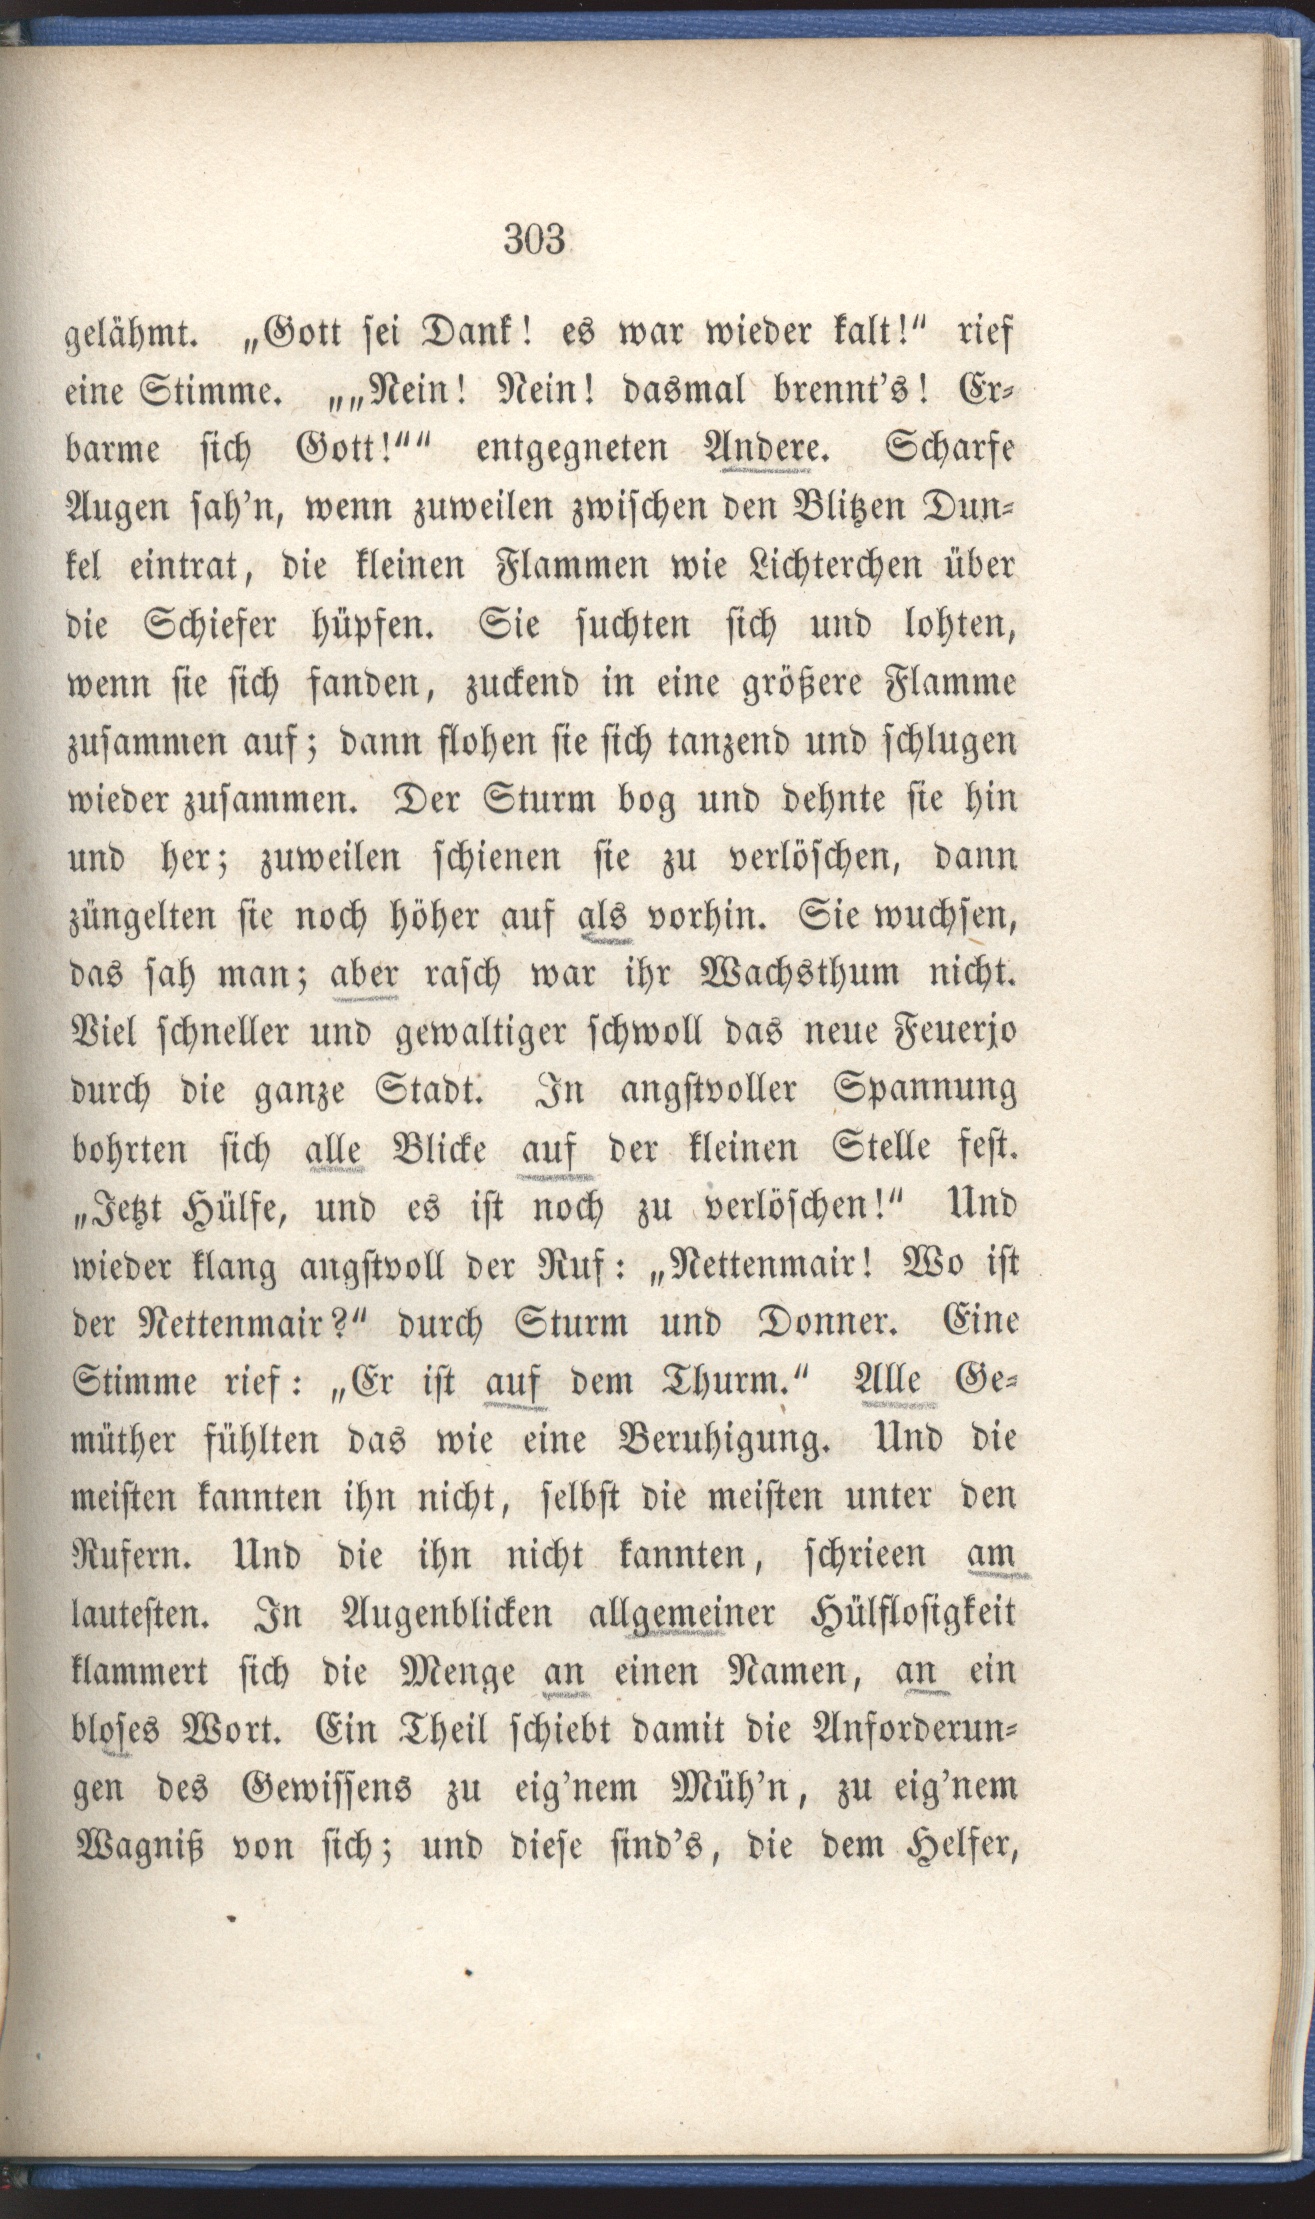 303
gelähmt. „Gott sei Dank! es war wieder kalt!“ rief
eine Stimme. „„Nein! Nein! dasmal brennt's! Er-
barme sich Gott!““ entgegneten Andere. Scharfe
Augen sah'n, wenn zuweilen zwischen den Blitzen Dun-
kel eintrat, die kleinen Flammen wie Lichterchen über
die Schiefer hüpfen. Sie suchten sich und lohten,
wenn sie sich fanden, zuckend in eine größere Flamme
zusammen auf; dann flohen sie sich tanzend und schlugen
wieder zusammen. Der Sturm bog und dehnte sie hin
und her; zuweilen schienen sie zu verlöschen, dann
züngelten sie noch höher auf als vorhin. Sie wuchsen,
das sah man; aber rasch war ihr Wachsthum nicht.
Viel schneller und gewaltiger schwoll das neue Feuerjo
durch die ganze Stadt. In angstvoller Spannung
bohrten sich alle Blicke auf der kleinen Stelle fest.
„Jetzt Hülfe, und es ist noch zu verlöschen!“ Und
wieder klang angstvoll der Ruf: „Nettenmair! Wo ist
der Nettenmair?“ durch Sturm und Donner. Eine
Stimme rief: „Er ist auf dem Thurm.“ Alle Ge-
müther fühlten das wie eine Beruhigung. Und die
meisten kannten ihn nicht, selbst die meisten unter den
Rufern. Und die ihn nicht kannten, schrieen am
lautesten. In Augenblicken allgemeiner Hülflosigkeit
klammert sich die Menge an einen Namen, an ein
bloses Wort. Ein Theil schiebt damit die Anforderun-
gen des Gewissens zu eig'nem Müh'n, zu eig'nem
Wagniß von sich; und diese sind's, die dem Helfer,